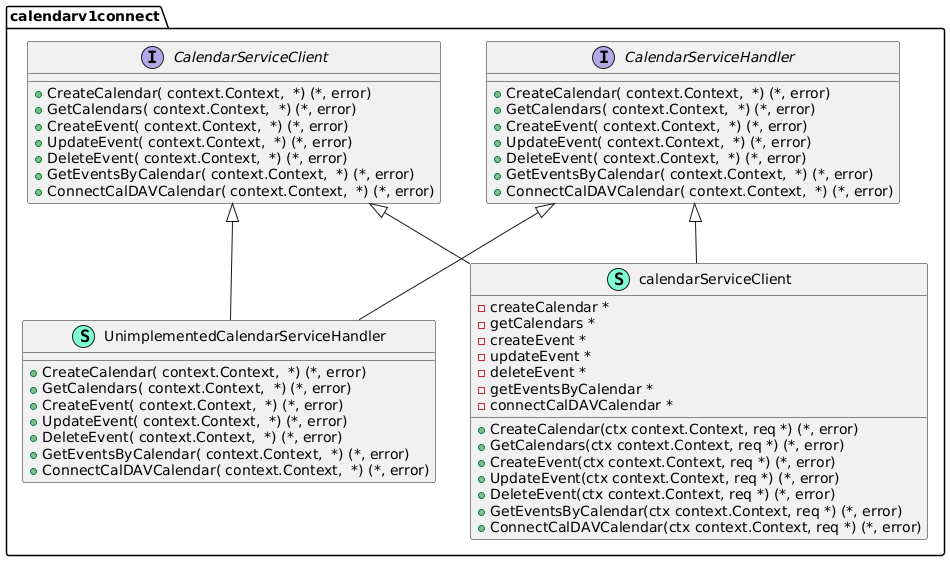 calendarv1connect
I CalendarServiceClient
CreateCalendar( context.Context,  *) (*, error)
GetCalendars( context.Context,  *) (*, error)
CreateEvent( context.Context,  *) (*, error)
UpdateEvent( context.Context,  *) (*, error)
DeleteEvent( context.Context,  *) (*, error)
GetEventsByCalendar( context.Context,  *) (*, error)
ConnectCalDAVCalendar( context.Context,  *) (*, error)
I CalendarServiceHandler
CreateCalendar( context.Context,  *) (*, error)
GetCalendars( context.Context,  *) (*, error)
CreateEvent( context.Context,  *) (*, error)
UpdateEvent( context.Context,  *) (*, error)
DeleteEvent( context.Context,  *) (*, error)
GetEventsByCalendar( context.Context,  *) (*, error)
ConnectCalDAVCalendar( context.Context,  *) (*, error)
S UnimplementedCalendarServiceHandler
CreateCalendar( context.Context,  *) (*, error)
GetCalendars( context.Context,  *) (*, error)
CreateEvent( context.Context,  *) (*, error)
UpdateEvent( context.Context,  *) (*, error)
DeleteEvent( context.Context,  *) (*, error)
GetEventsByCalendar( context.Context,  *) (*, error)
ConnectCalDAVCalendar( context.Context,  *) (*, error)
S calendarServiceClient
createCalendar *
getCalendars *
createEvent *
updateEvent *
deleteEvent *
getEventsByCalendar *
connectCalDAVCalendar *
CreateCalendar(ctx context.Context, req *) (*, error)
GetCalendars(ctx context.Context, req *) (*, error)
CreateEvent(ctx context.Context, req *) (*, error)
UpdateEvent(ctx context.Context, req *) (*, error)
DeleteEvent(ctx context.Context, req *) (*, error)
GetEventsByCalendar(ctx context.Context, req *) (*, error)
ConnectCalDAVCalendar(ctx context.Context, req *) (*, error)